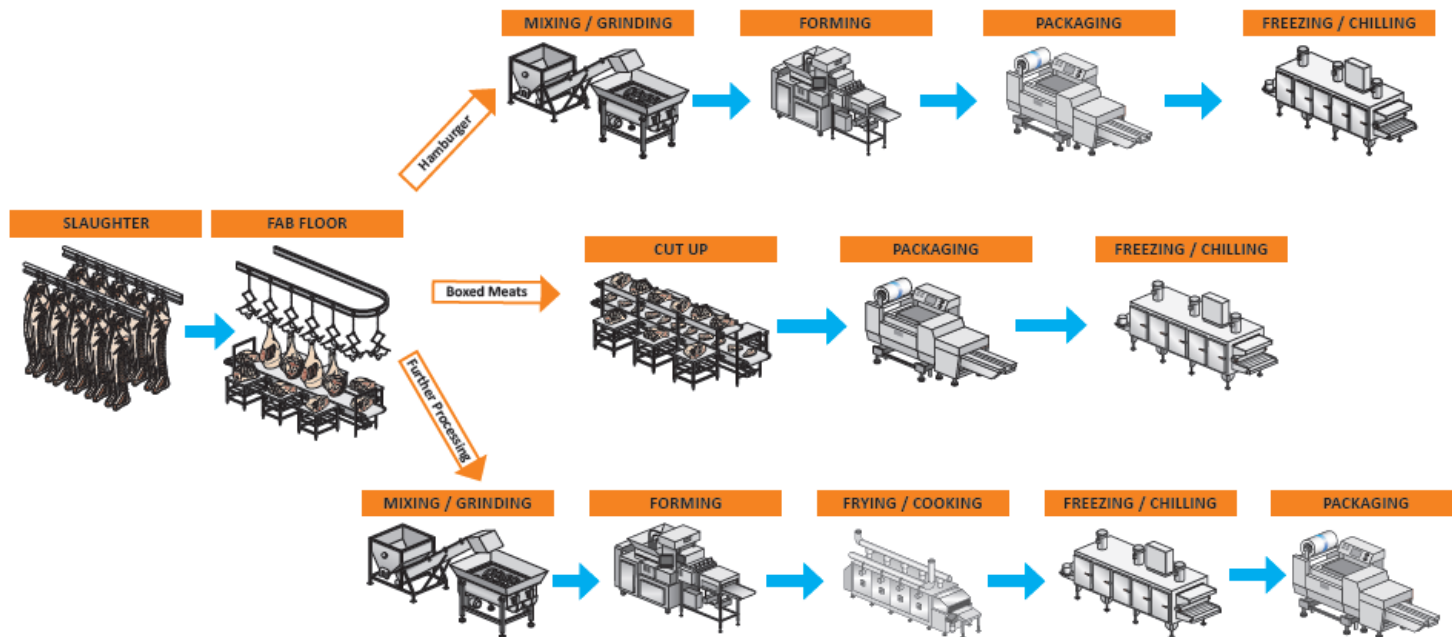 MIXING / GRINDING
FORMING
PACKAGING
FREEZING / CHILLING
Hamburger
SLAUGHTER
FAB FLOOR
CUT UP
PACKAGING
FREEZING / CHILLING
Boxed Meats
Further Processing
MIXING / GRINDING
FORMING
FRYING / COOKING
FREEZING / CHILLING
PACKAGING